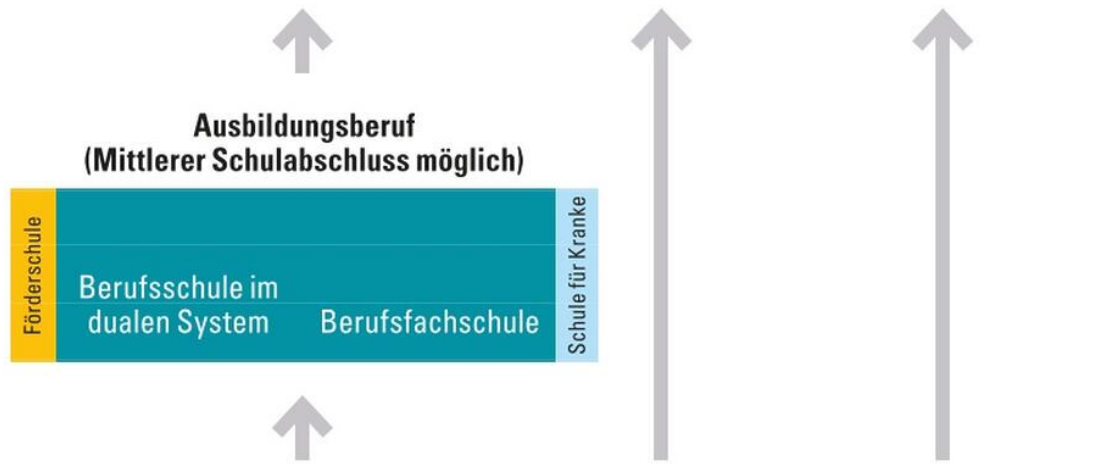 Ausbildungsberuf
(Mittlerer Schulabschluss möglich)
Förderschule
Berufsschule im
dualen System
Berufsfachschule
Schule für Kranke